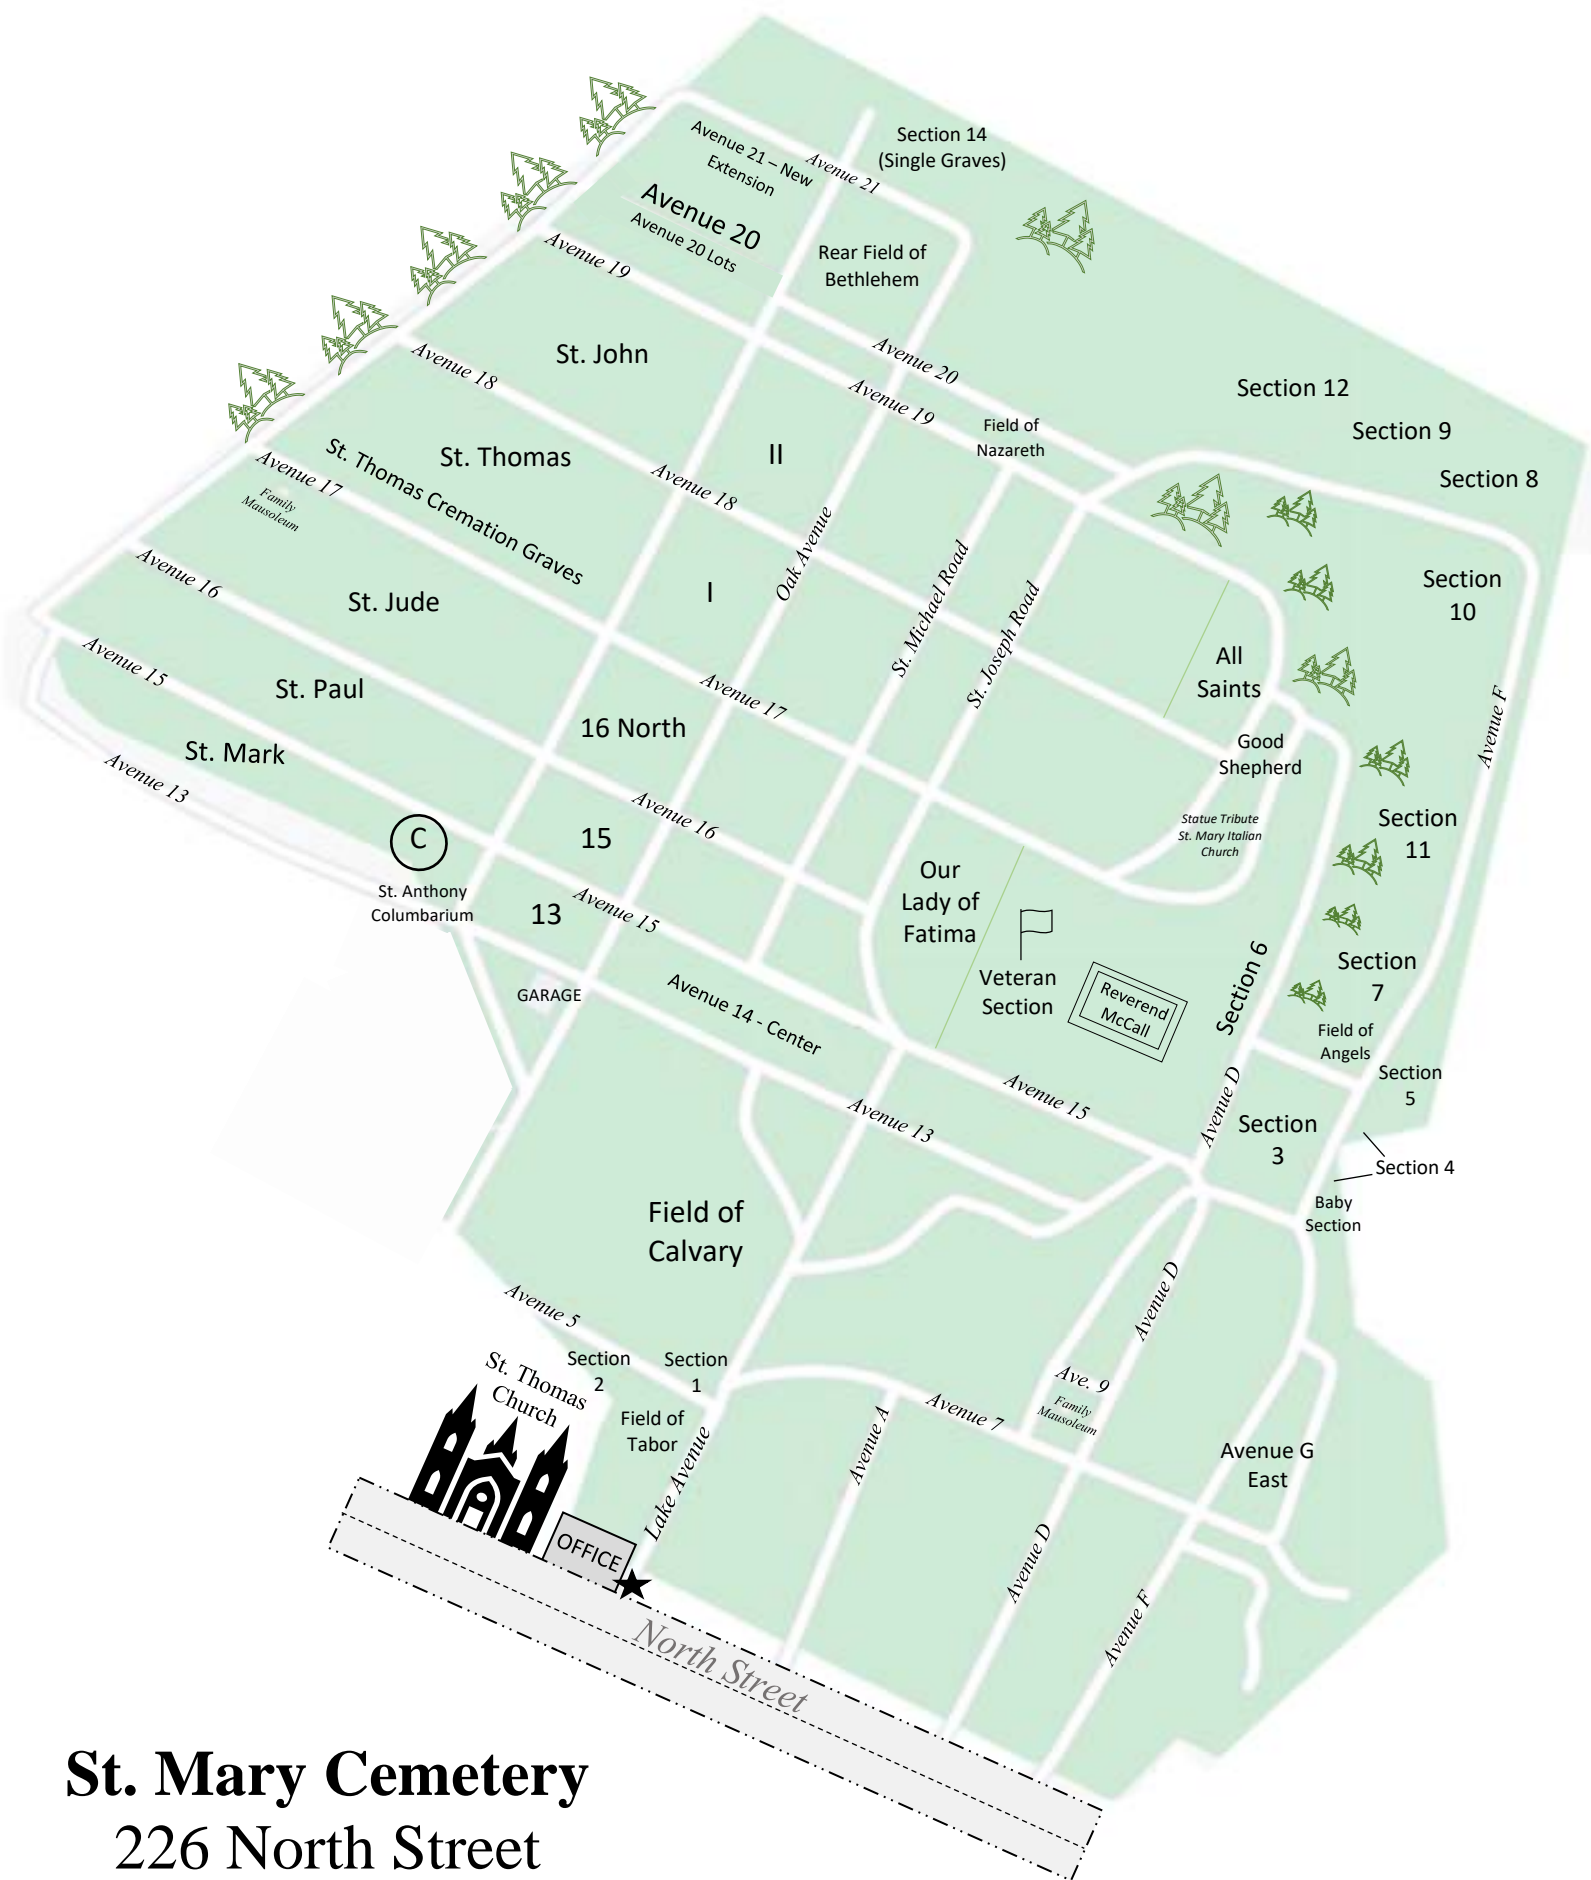 Section 14
(Single Graves)
Avenue 21 – New
Extension
Avenue 21
Avenue 20
Avenue 20 Lots
Rear Field of
Bethlehem
Avenue 19
St. John
Avenue 20
Avenue 18
Avenue 19
Section 12
Field of
Nazareth
Section 9
Section 8
St. Thomas
II
Avenue 18
Avenue 17
St. Thomas Cremation Graves
Family
Mausoleum
Oak Avenue
St. Michael Road
St. Joseph Road
Avenue 16
St. Jude
I
Section
10
Avenue 15
St. Paul
All
Saints
Avenue 17
Avenue F
16 North
St. Mark
Good
Shepherd
Avenue 13
Avenue 16
Statue Tribute
St. Mary Italian
Church
Section
11
C
15
St. Anthony
Columbarium
13
Avenue 15
Our
Lady of
Fatima
Section 6
Section
7
Veteran
Section
Reverend
McCall
GARAGE
Avenue 14 - Center
Field of
Angels
Section
5
Avenue 15
Avenue 13
Avenue D
Section
3
Section 4
Baby
Section
Field of
Calvary
Avenue D
Avenue 5
St. Thomas
Church
Section
2
Section
1
Ave. 9
Family
Mausoleum
Field of
Tabor
Avenue 7
Avenue A
Lake Avenue
Avenue G
East
OFFICE
Avenue D
Avenue F
North Street
St. Mary Cemetery
226 North Street